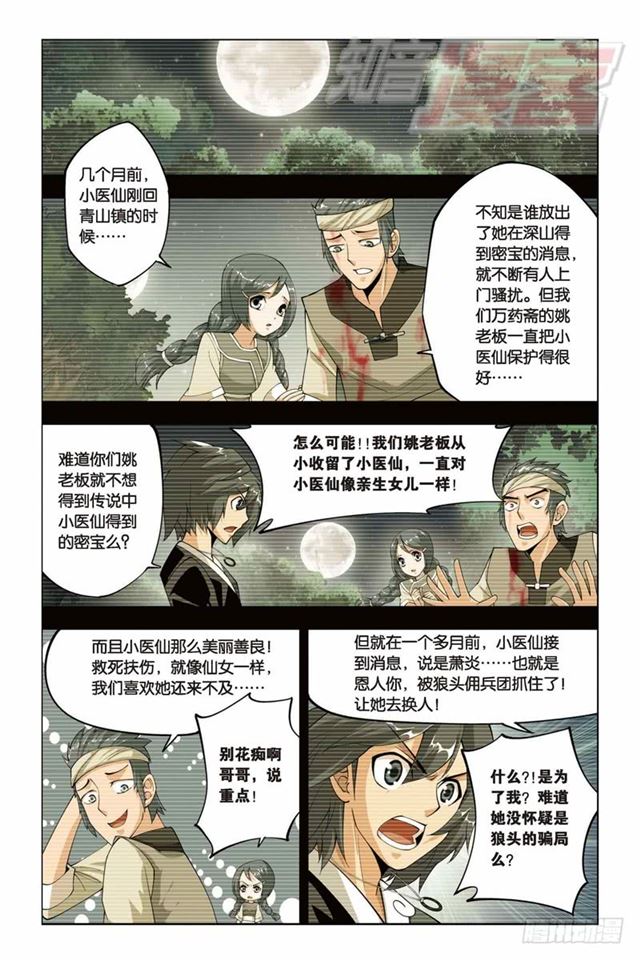 知音漫客
几个月前，
小医仙刚回
青山镇的时
候……
不知是谁放出
了她在深山得
到密宝的消息，
就不断有人上
门骚扰。但我
们万药斋的姚
老板一直把小
医仙保护得很
好……
难道你们姚
老板就不想
得到传说中
小医仙得到
的密宝么？
怎么可能！！我们姚老板从
小收留了小医仙，一直对
小医仙像亲生女儿一样！
而且小医仙那么美丽善良！
救死扶伤，就像仙女一样，
我们喜欢她还来不及……
别花痴啊
哥哥，说
重点！
但就在一个多月前，小医仙接
到消息，说是萧炎……也就是
恩人你，被狼头佣兵团抓住了！
让她去换人！
什么？！是为
了我？难道
她没怀疑是
狼头的骗局
么？
腾讯动漫